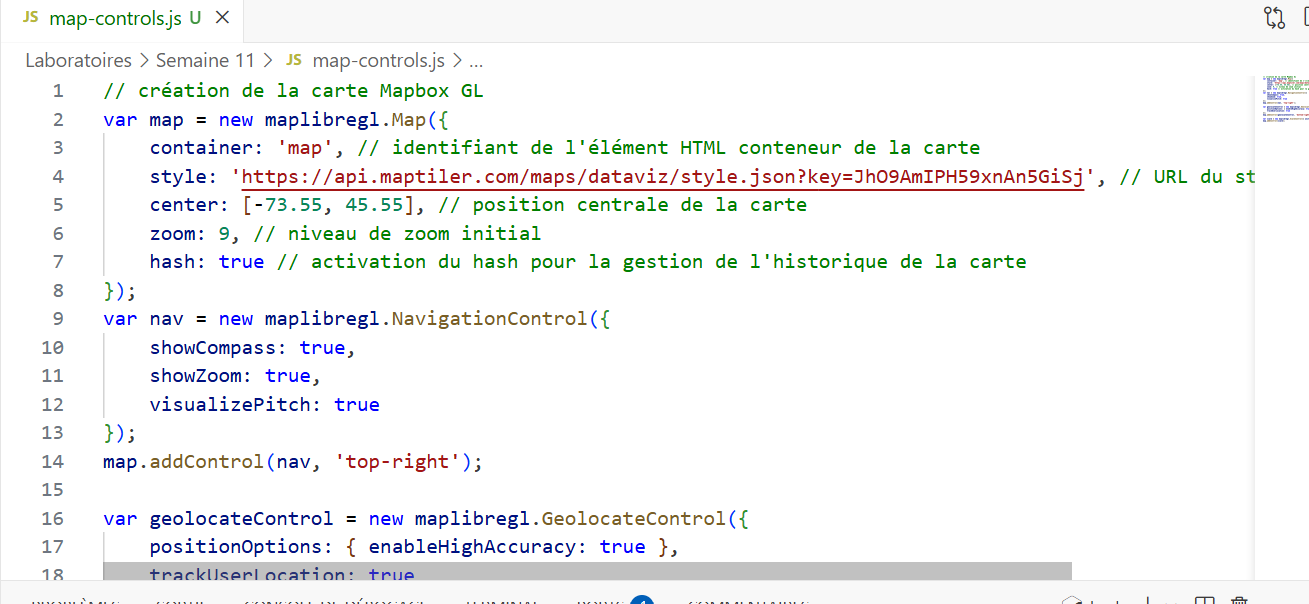 JS map-controls.js U
Laboratoires > Semaine 11 > JS map-controls.js > ...
1 // création de la carte Mapbox GL
2 var map = new maplibregl.Map({
3 container: 'map', // identifiant de l'élément HTML conteneur de la carte
4 style: 'https://api.maptiler.com/maps/dataviz/style.json?key=JhO9AmIPH59xnAn5GiSj', // URL du st
5 center: [-73.55, 45.55], // position centrale de la carte
6 zoom: 9, // niveau de zoom initial
7 hash: true // activation du hash pour la gestion de l'historique de la carte
8 });
9 var nav = new maplibregl.NavigationControl({
10 showCompass: true,
11 showZoom: true,
12 visualizePitch: true
13 });
14 map.addControl(nav, 'top-right');
15
16 var geolocateControl = new maplibregl.GeolocateControl({
17 positionOptions: { enableHighAccuracy: true },
18 trackUserLocation: true